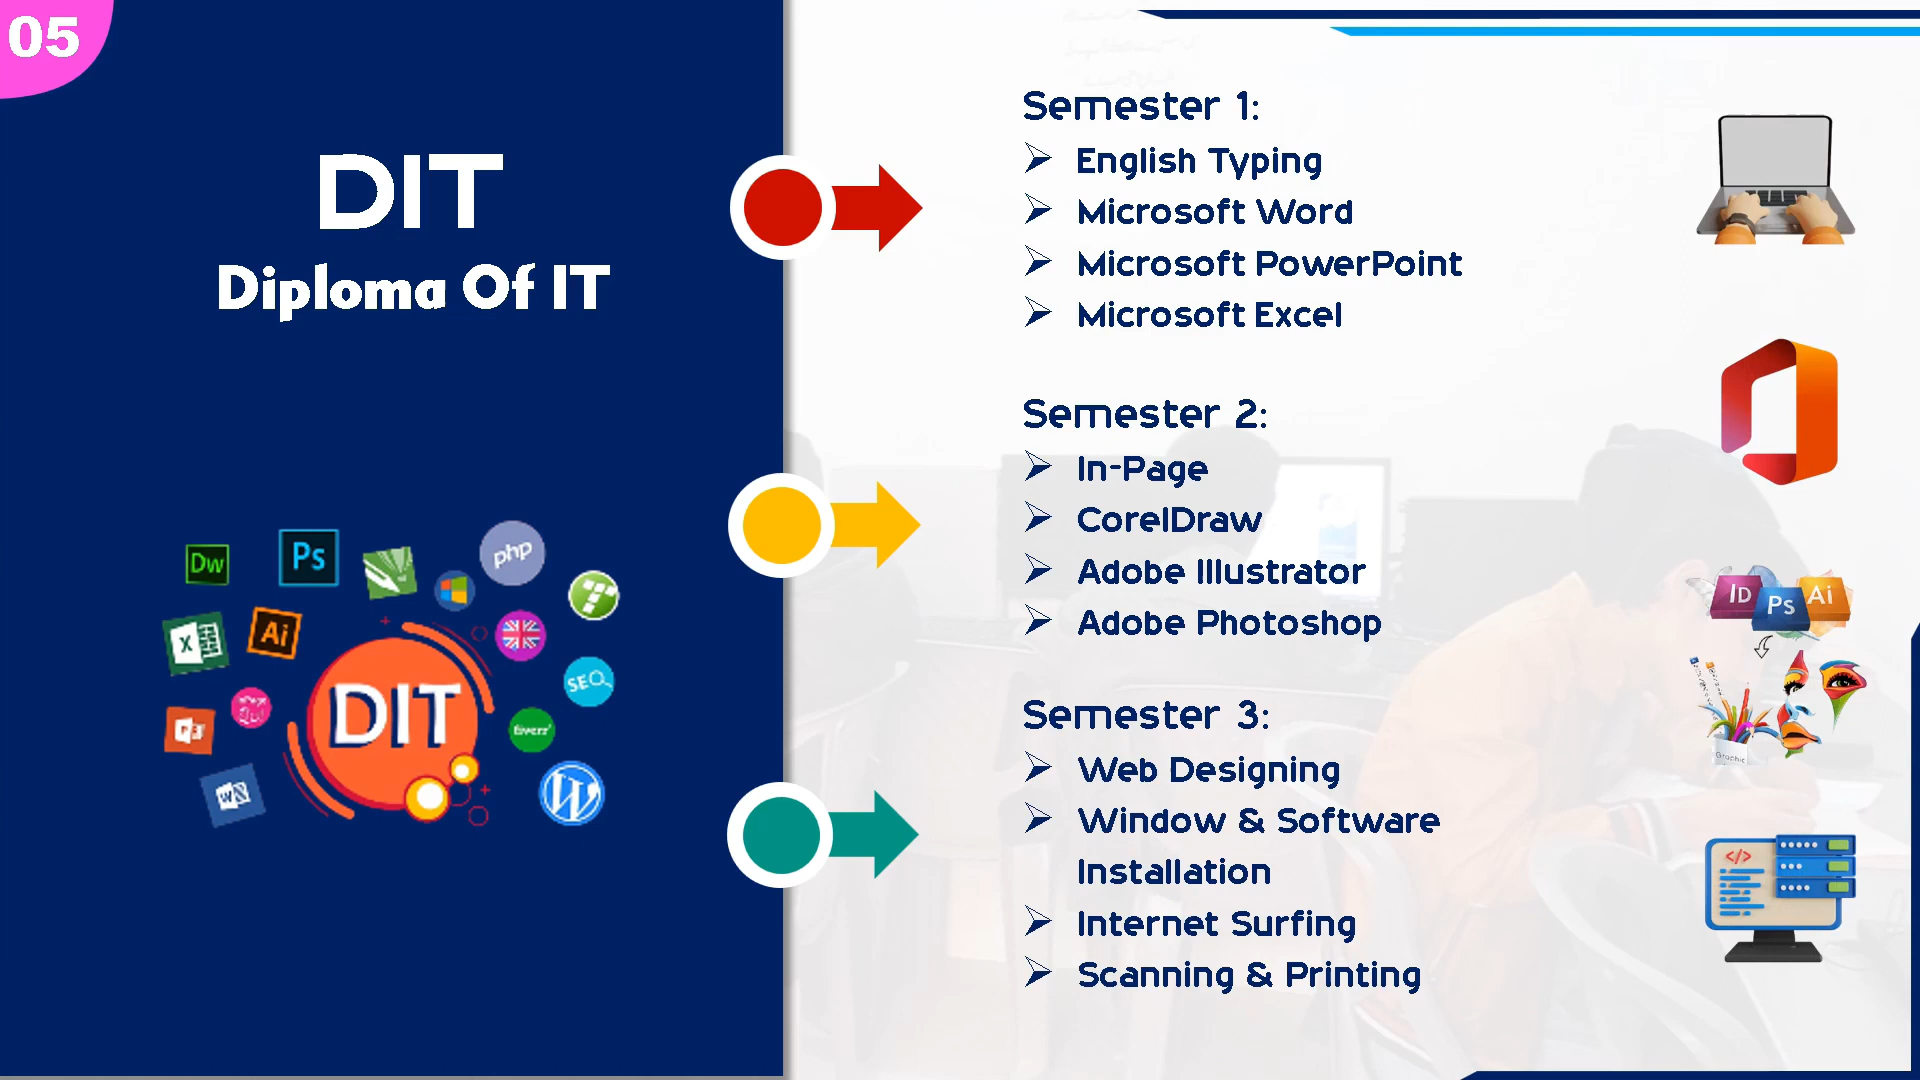 05
DIT
Diploma Of IT
Semester 1:
English Typing
Microsoft Word
Microsoft PowerPoint
Microsoft Excel
Semester 2:
In-Page
CorelDraw
Adobe Illustrator
Adobe Photoshop
Semester 3:
Web Designing
Window & Software
Installation
Internet Surfing
Scanning & Printing
Dw
Ps
php
X
Ai
SEO
DIT
P
fiverr
W
W
ID
Ps
Ai
Graphic
</>